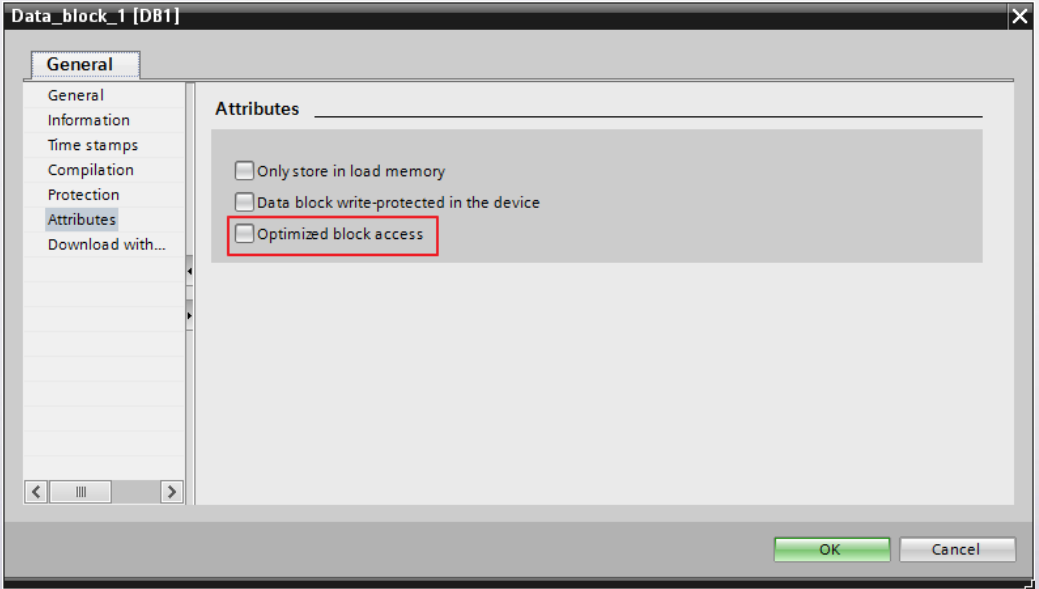 Data_block_1 [DB1]
General
General
Information
Time stamps
Compilation
Protection
Attributes
Download with...
Attributes
Only store in load memory
Data block write-protected in the device
Optimized block access
OK
Cancel